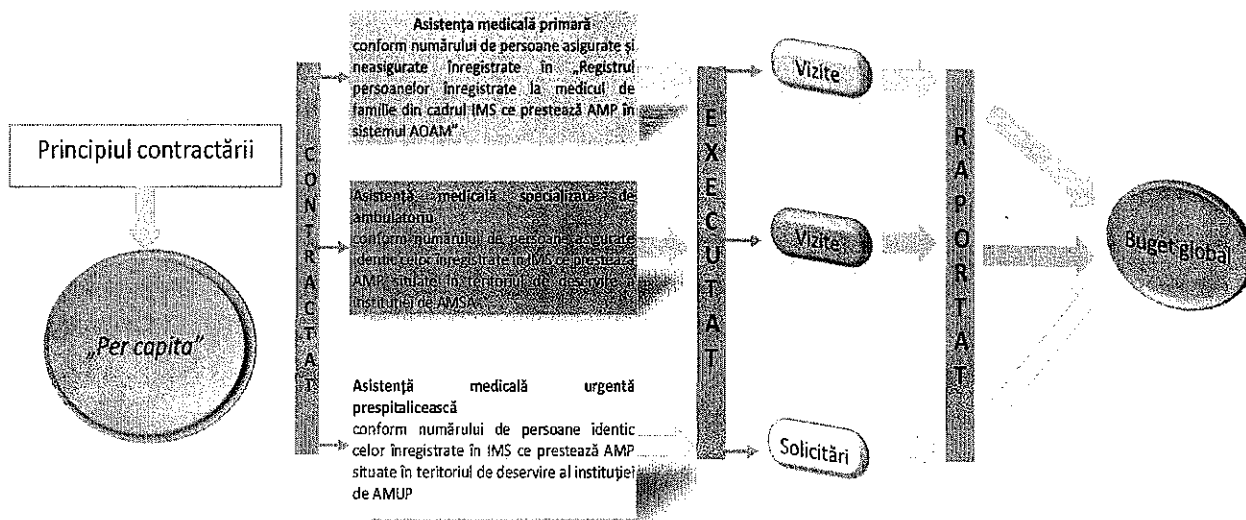 Principiul contractării
„Per capita”
CONTRACTAT
Asistența medicală primară
conform numărului de persoane asigurate și
neasigurate înregistrate în „Registrul
persoanelor înregistrate la medicul de
familie din cadrul IMS ce prestează AMP în
sistemul AOAM”
Asistență medicală specializată de
ambulatoriu
conform numărului de persoane asigurate
identic celor înregistrate în IMS ce prestează
AMP situate în teritoriul de deservire a
instituției de AMSA
Asistență medicală urgentă
prespitalicească
conform numărului de persoane identic
celor înregistrate în IMS ce prestează AMP
situate în teritoriul de deservire al instituției
de AMUP
EXECUTAT
Vizite
Vizite
Solicitări
RAPORTAT
Buget global